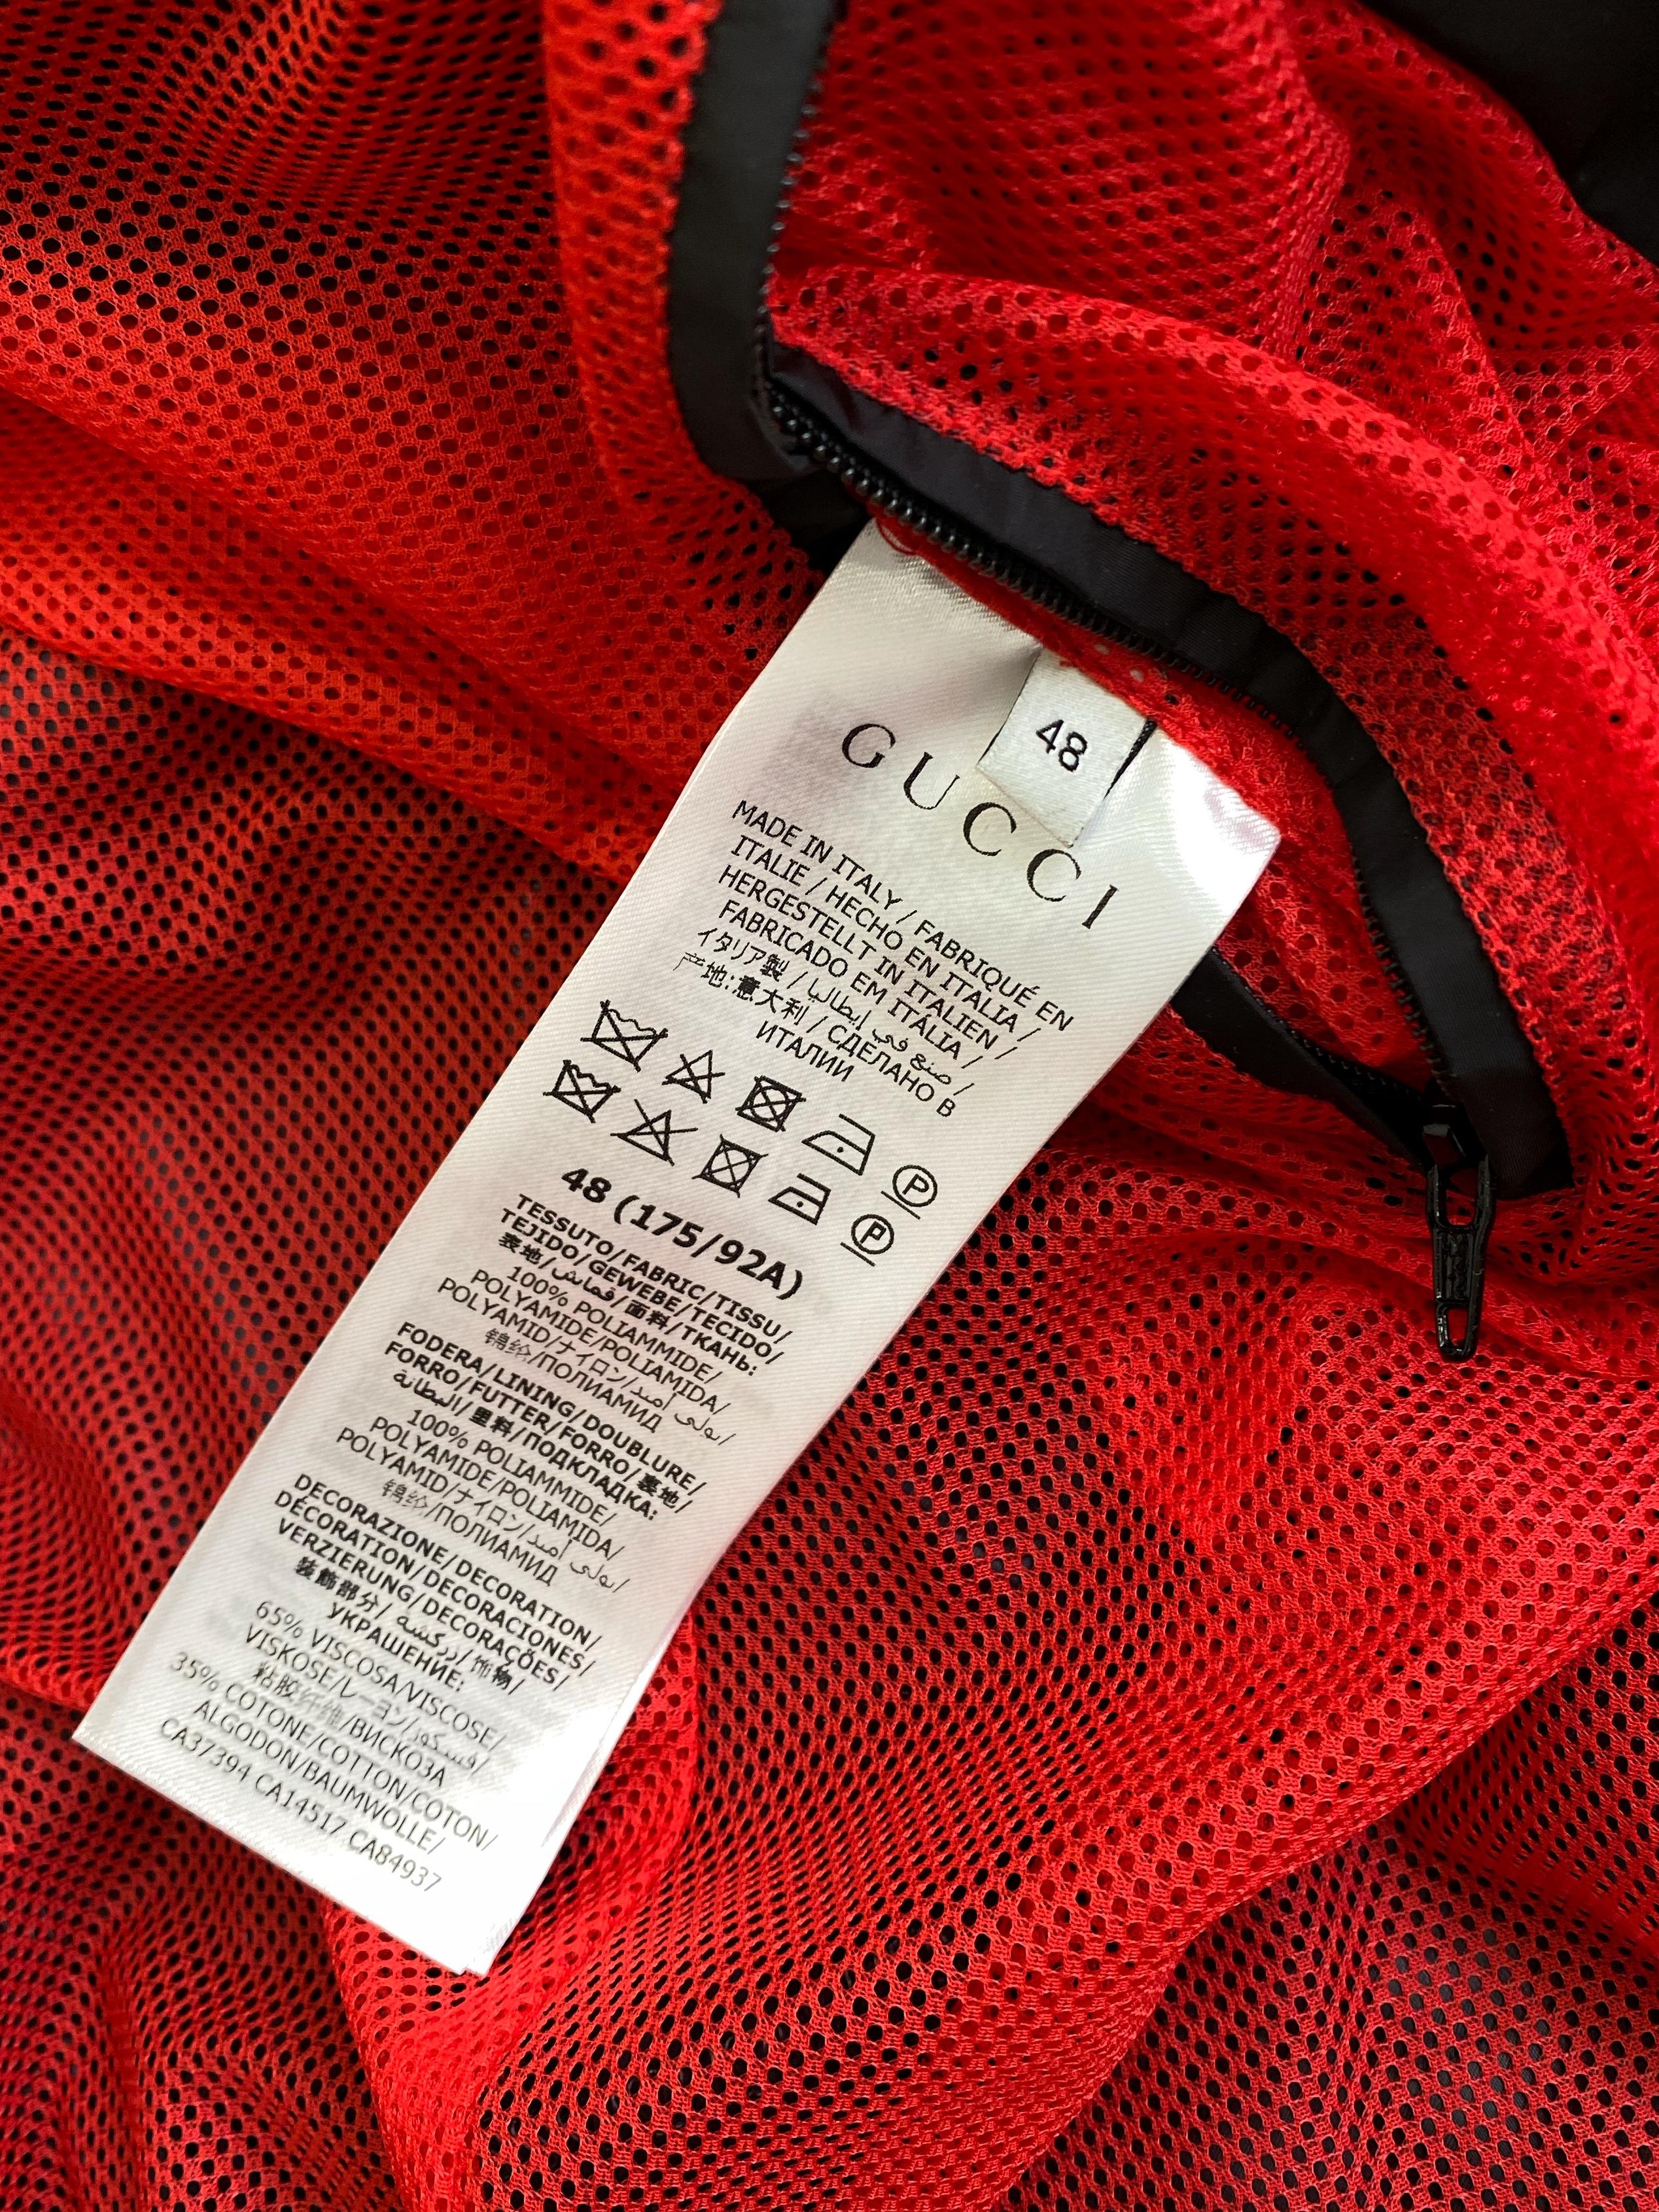 48
GUCCI
MADE IN ITALY / FABRIQUÉ EN
ITALIE / HECHO EN ITALIA /
HERGESTELLT IN ITALIEN /
FABRICADO EM ITÁLIA /
イタリア製 / صنع في إيطاليا /
产地:意大利 / СДЕЛАНО В
ИТАЛИИ
P
P
48 (175/92A)
TESSUTO/FABRIC/TISSU/
TEJIDO/GEWEBE/TECIDO/
表地/قماش/面料/ТКАНЬ:
100% POLIAMMIDE/
POLYAMIDE/POLIAMIDA/
POLYAMID/ナイロン/بولي أميد/
锦纶/ПОЛИАМИД
FODERA/LINING/DOUBLURE/
FORRO/FUTTER/FORRO/裏地/
البطانة/里料/ПОДКЛАДКА:
100% POLIAMMIDE/
POLYAMIDE/POLIAMIDA/
POLYAMID/ナイロン/بولي أميد/
锦纶/ПОЛИАМИД
DECORAZIONE/DECORATION/
DÉCORATION/DECORACIONES/
VERZIERUNG/DECORAÇÕES/
装飾部分/زركشة/饰物/
УКРАШЕНИЕ:
65% VISCOSA/VISCOSE/
VISKOSE/レーヨン/فسكوز/
粘胶纤维/ВИСКОЗА
35% COTONE/COTTON/COTON/
ALGODON/BAUMWOLLE/
CA37394 CA14517 CA84937